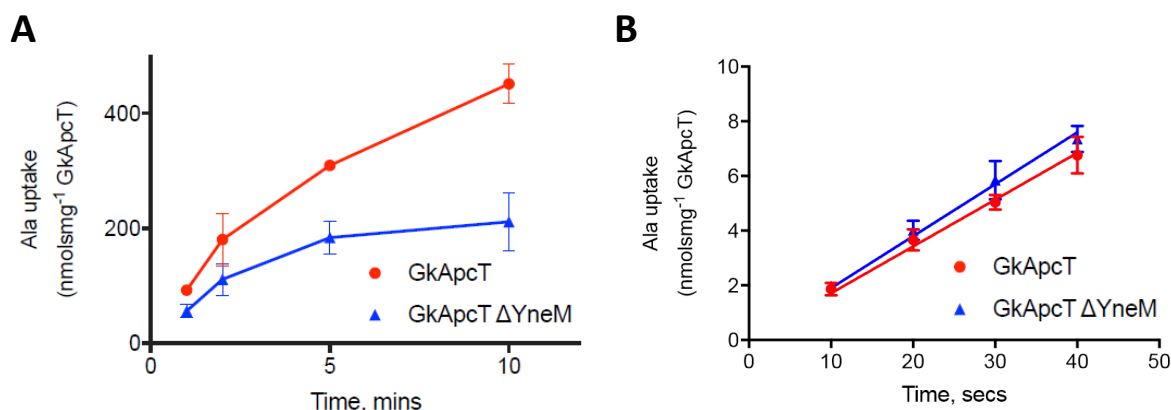 A
Ala uptake
(nmolsmg⁻¹ GkApcT)
400
200
0
0
5
10
Time, mins
GkApcT
GkApcT ΔYneM
B
Ala uptake
(nmolsmg⁻¹ GkApcT)
10
8
6
4
2
0
0
10
20
30
40
50
Time, secs
GkApcT
GkApcT ΔYneM